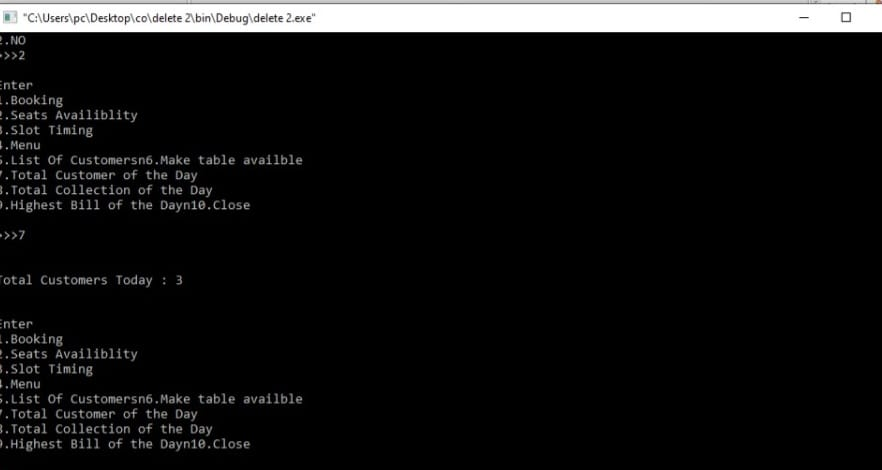 "C:\Users\pc\Desktop\co\delete 2\bin\Debug\delete 2.exe"
2.NO
>>>2
Enter
1.Booking
2.Seats Availiblity
3.Slot Timing
4.Menu
5.List Of Customersn6.Make table availble
7.Total Customer of the Day
8.Total Collection of the Day
9.Highest Bill of the Dayn10.Close
>>>7
Total Customers Today : 3
Enter
1.Booking
2.Seats Availiblity
3.Slot Timing
4.Menu
5.List Of Customersn6.Make table availble
7.Total Customer of the Day
8.Total Collection of the Day
9.Highest Bill of the Dayn10.Close